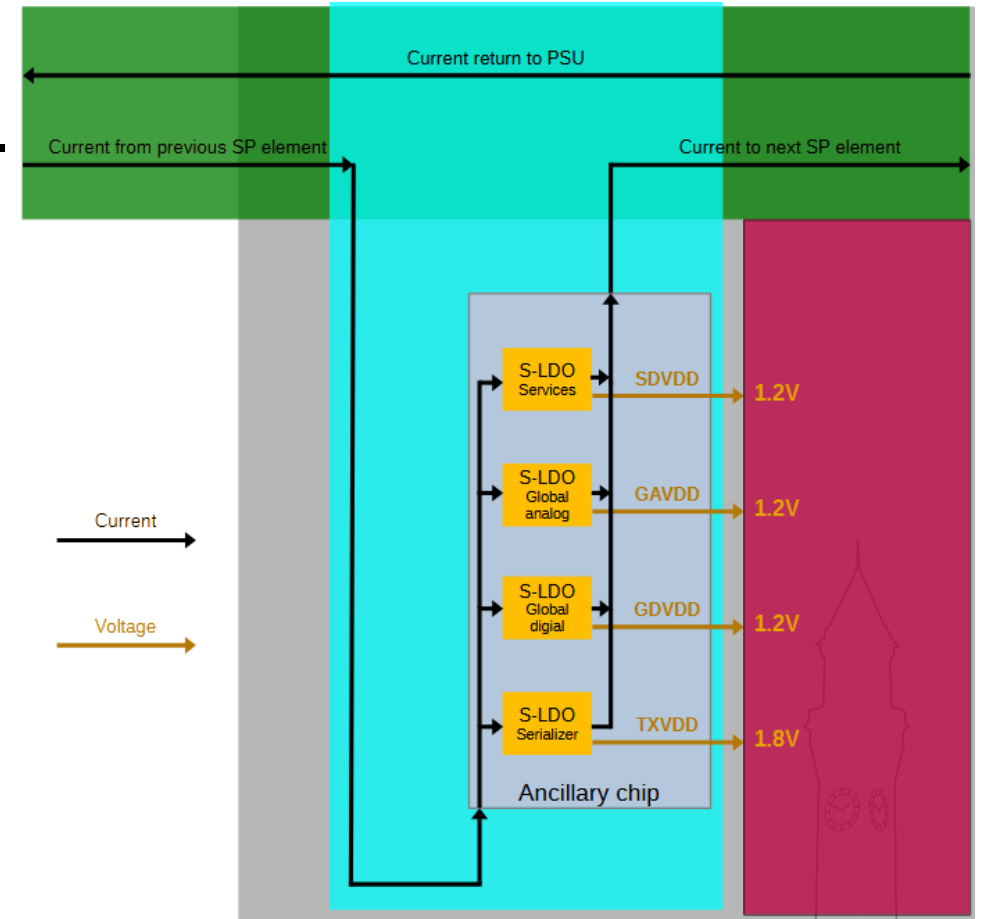 Current return to PSU
Current from previous SP element
Current to next SP element
S-LDO
Services
SDVDD
1.2V
S-LDO
Global
analog
GAVDD
1.2V
Current
S-LDO
Global
digial
GDVDD
1.2V
Voltage
S-LDO
Serializer
TXVDD
1.8V
Ancillary chip